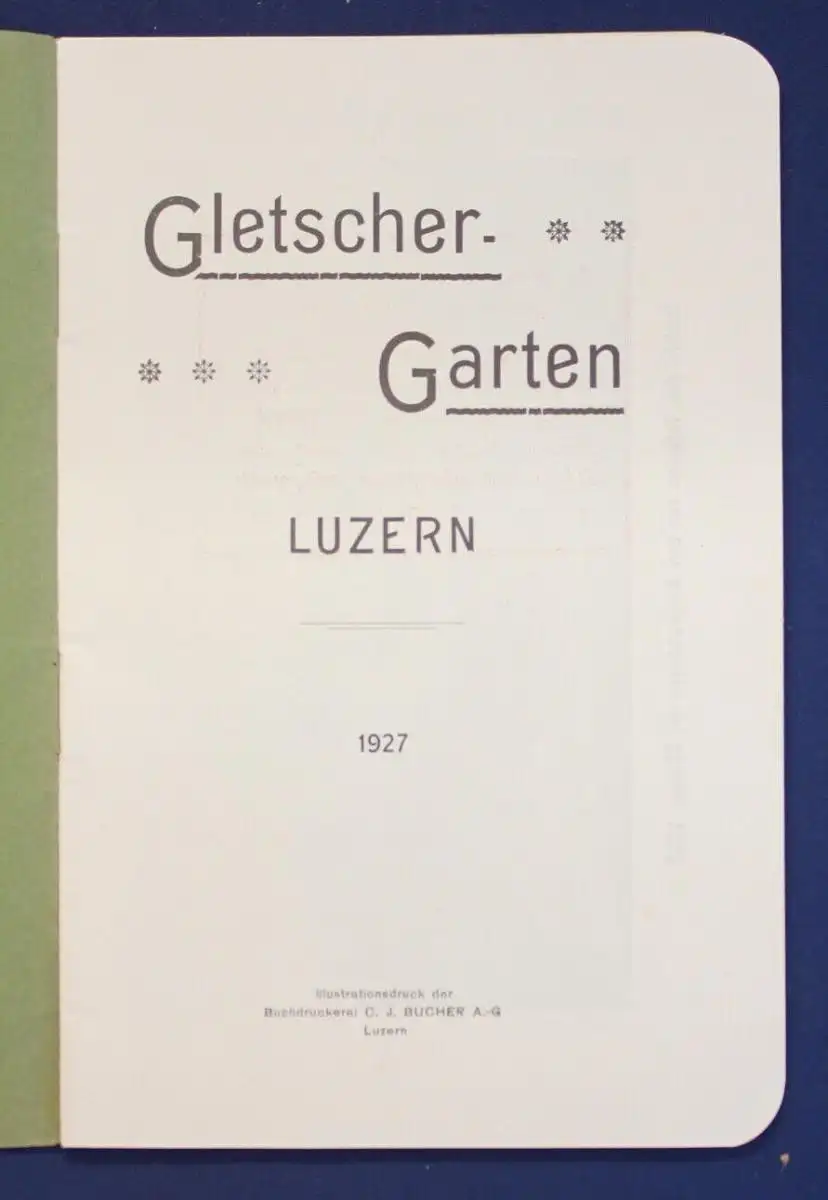 Gletscher-
Garten
LUZERN
1927
Illustrationsdruck der
Buchdruckerei C. J. BUCHER A.-G
Luzern